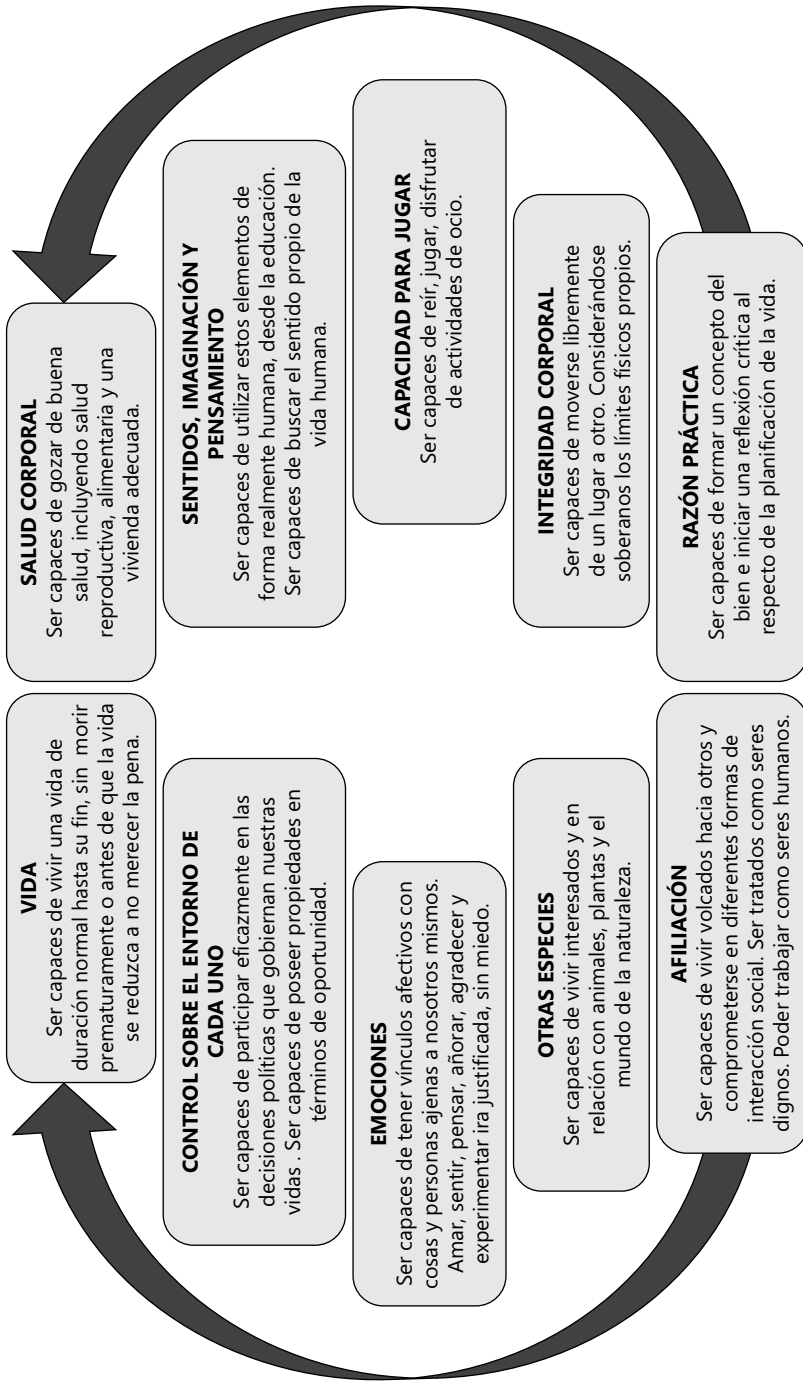 VIDA
Ser capaces de vivir una vida de
duración normal hasta su fin, sin morir
prematuramente o antes de que la vida
se reduzca a no merecer la pena.
SALUD CORPORAL
Ser capaces de gozar de buena
salud, incluyendo salud
reproductiva, alimentaria y una
vivienda adecuada.
CONTROL SOBRE EL ENTORNO DE
CADA UNO
Ser capaces de participar eficazmente en las
decisiones políticas que gobiernan nuestras
vidas . Ser capaces de poseer propiedades en
términos de oportunidad.
SENTIDOS, IMAGINACIÓN Y
PENSAMIENTO
Ser capaces de utilizar estos elementos de
forma realmente humana, desde la educación.
Ser capaces de buscar el sentido propio de la
vida humana.
EMOCIONES
Ser capaces de tener vínculos afectivos con
cosas y personas ajenas a nosotros mismos.
Amar, sentir, pensar, añorar, agradecer y
experimentar ira justificada, sin miedo.
CAPACIDAD PARA JUGAR
Ser capaces de reír, jugar, disfrutar
de actividades de ocio.
OTRAS ESPECIES
Ser capaces de vivir interesados y en
relación con animales, plantas y el
mundo de la naturaleza.
INTEGRIDAD CORPORAL
Ser capaces de moverse libremente
de un lugar a otro. Considerándose
soberanos los límites físicos propios.
AFILIACIÓN
Ser capaces de vivir volcados hacia otros y
comprometerse en diferentes formas de
interacción social. Ser tratados como seres
dignos. Poder trabajar como seres humanos.
RAZÓN PRÁCTICA
Ser capaces de formar un concepto del
bien e iniciar una reflexión crítica al
respecto de la planificación de la vida.